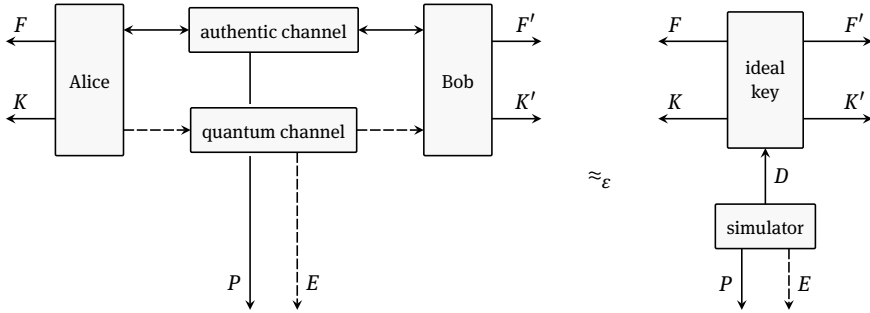 F
Alice
authentic channel
F′
K
quantum channel
Bob
K′
P
E
≈ε
F
ideal
key
F′
K
K′
D
simulator
P
E